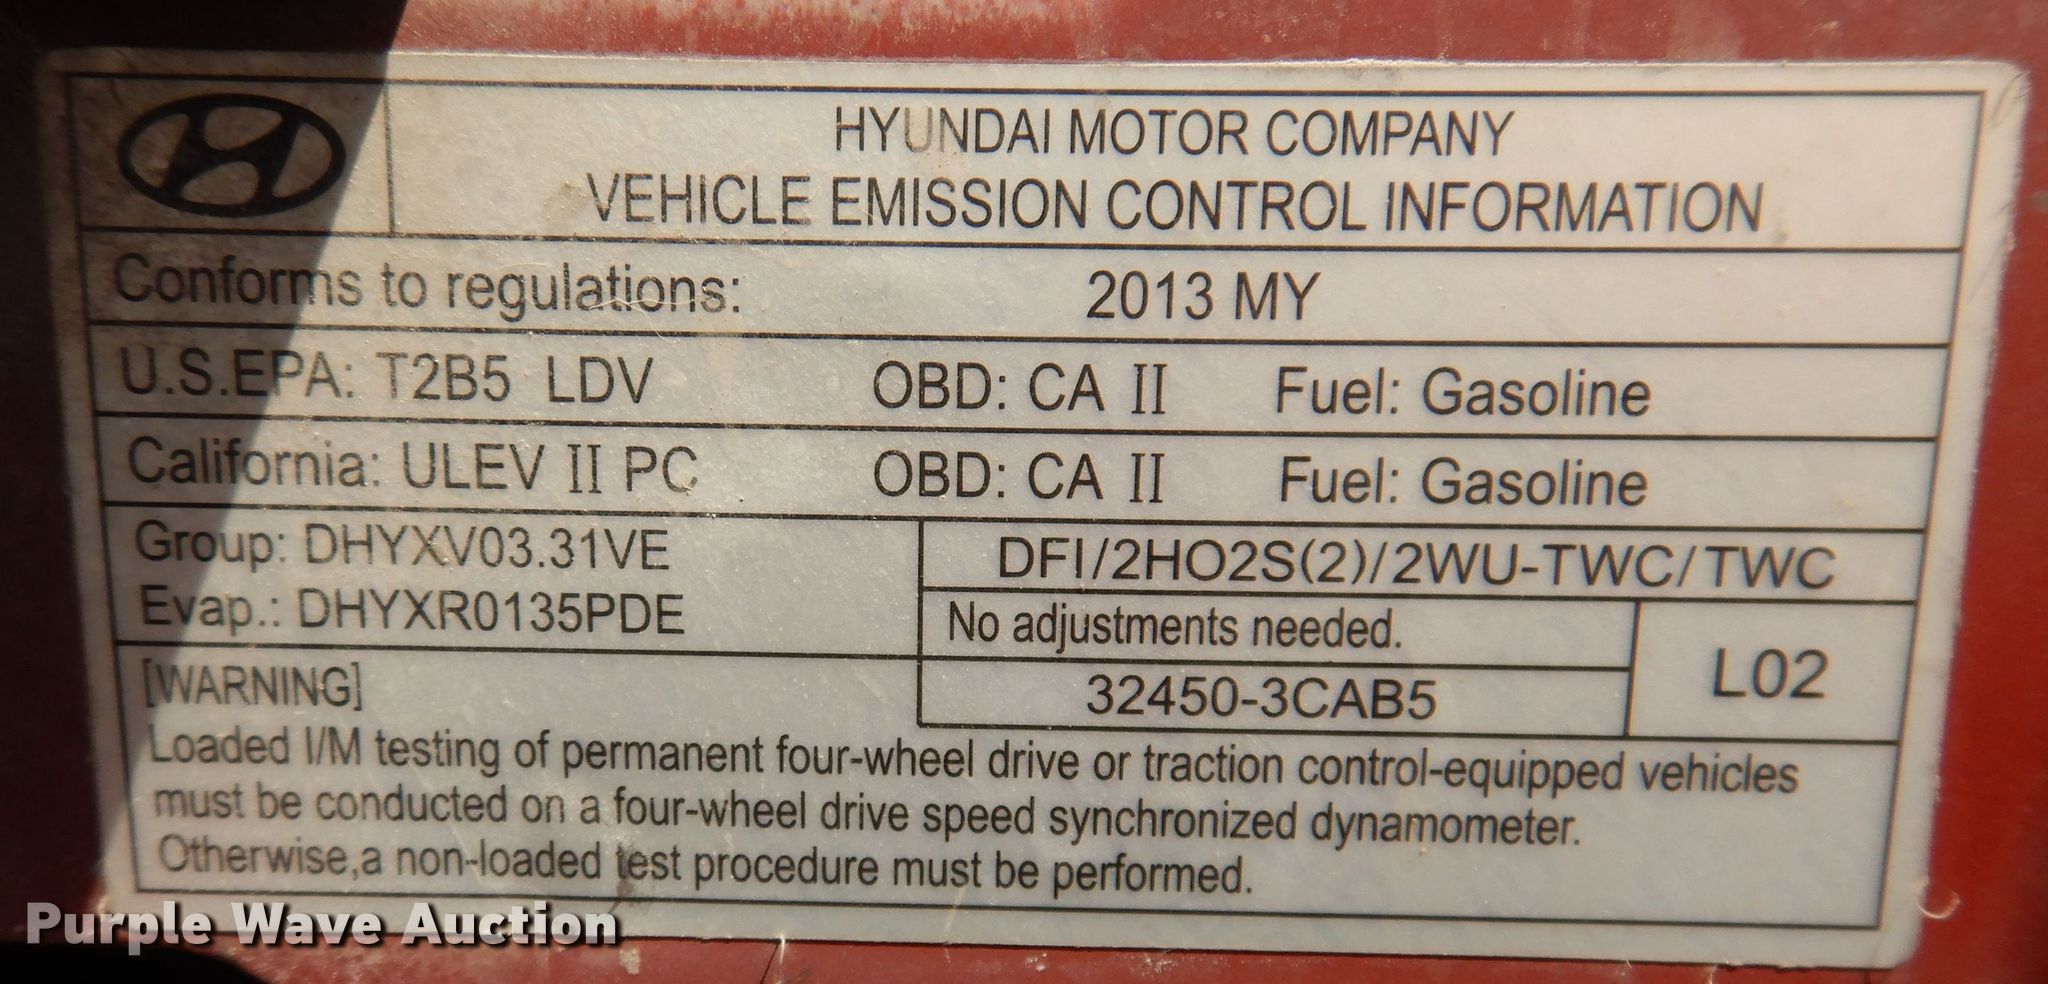 HYUNDAI MOTOR COMPANY
VEHICLE EMISSION CONTROL INFORMATION
Conforms to regulations: 2013 MY
U.S.EPA: T2B5 LDV OBD: CA II Fuel: Gasoline
California: ULEV II PC OBD: CA II Fuel: Gasoline
Group: DHYXV03.31VE
Evap.: DHYXR0135PDE
DFI/2HO2S(2)/2WU-TWC/TWC
No adjustments needed.
32450-3CAB5
L02
[WARNING]
Loaded I/M testing of permanent four-wheel drive or traction control-equipped vehicles
must be conducted on a four-wheel drive speed synchronized dynamometer.
Otherwise,a non-loaded test procedure must be performed.
Purple Wave Auction